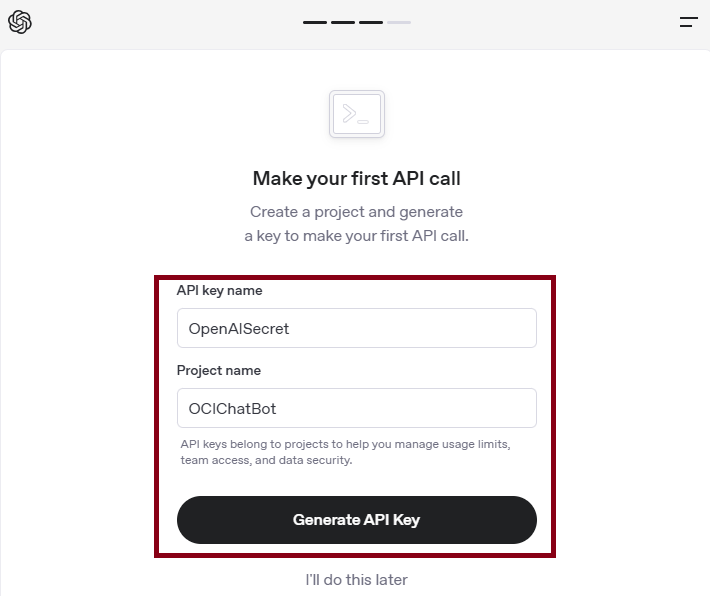 Make your first API call
Create a project and generate
a key to make your first API call.
API key name
OpenAISecret
Project name
OCIChatBot
API keys belong to projects to help you manage usage limits,
team access, and data security.
Generate API Key
I'll do this later